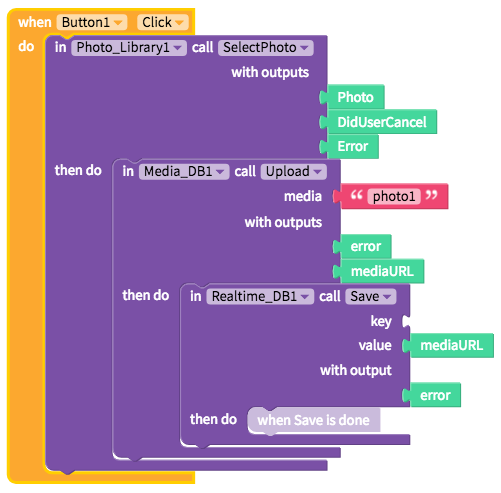 when Button1 Click
do in Photo_Library1 call SelectPhoto
with outputs
Photo
DidUserCancel
Error
then do in Media_DB1 call Upload
media “ photo1 ”
with outputs
error
mediaURL
then do in Realtime_DB1 call Save
key
value mediaURL
with output
error
then do when Save is done